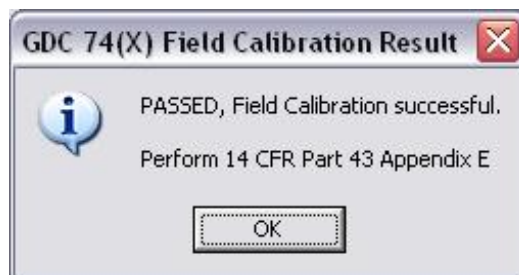 GDC 74(X) Field Calibration Result
PASSED, Field Calibration successful.
Perform 14 CFR Part 43 Appendix E
OK